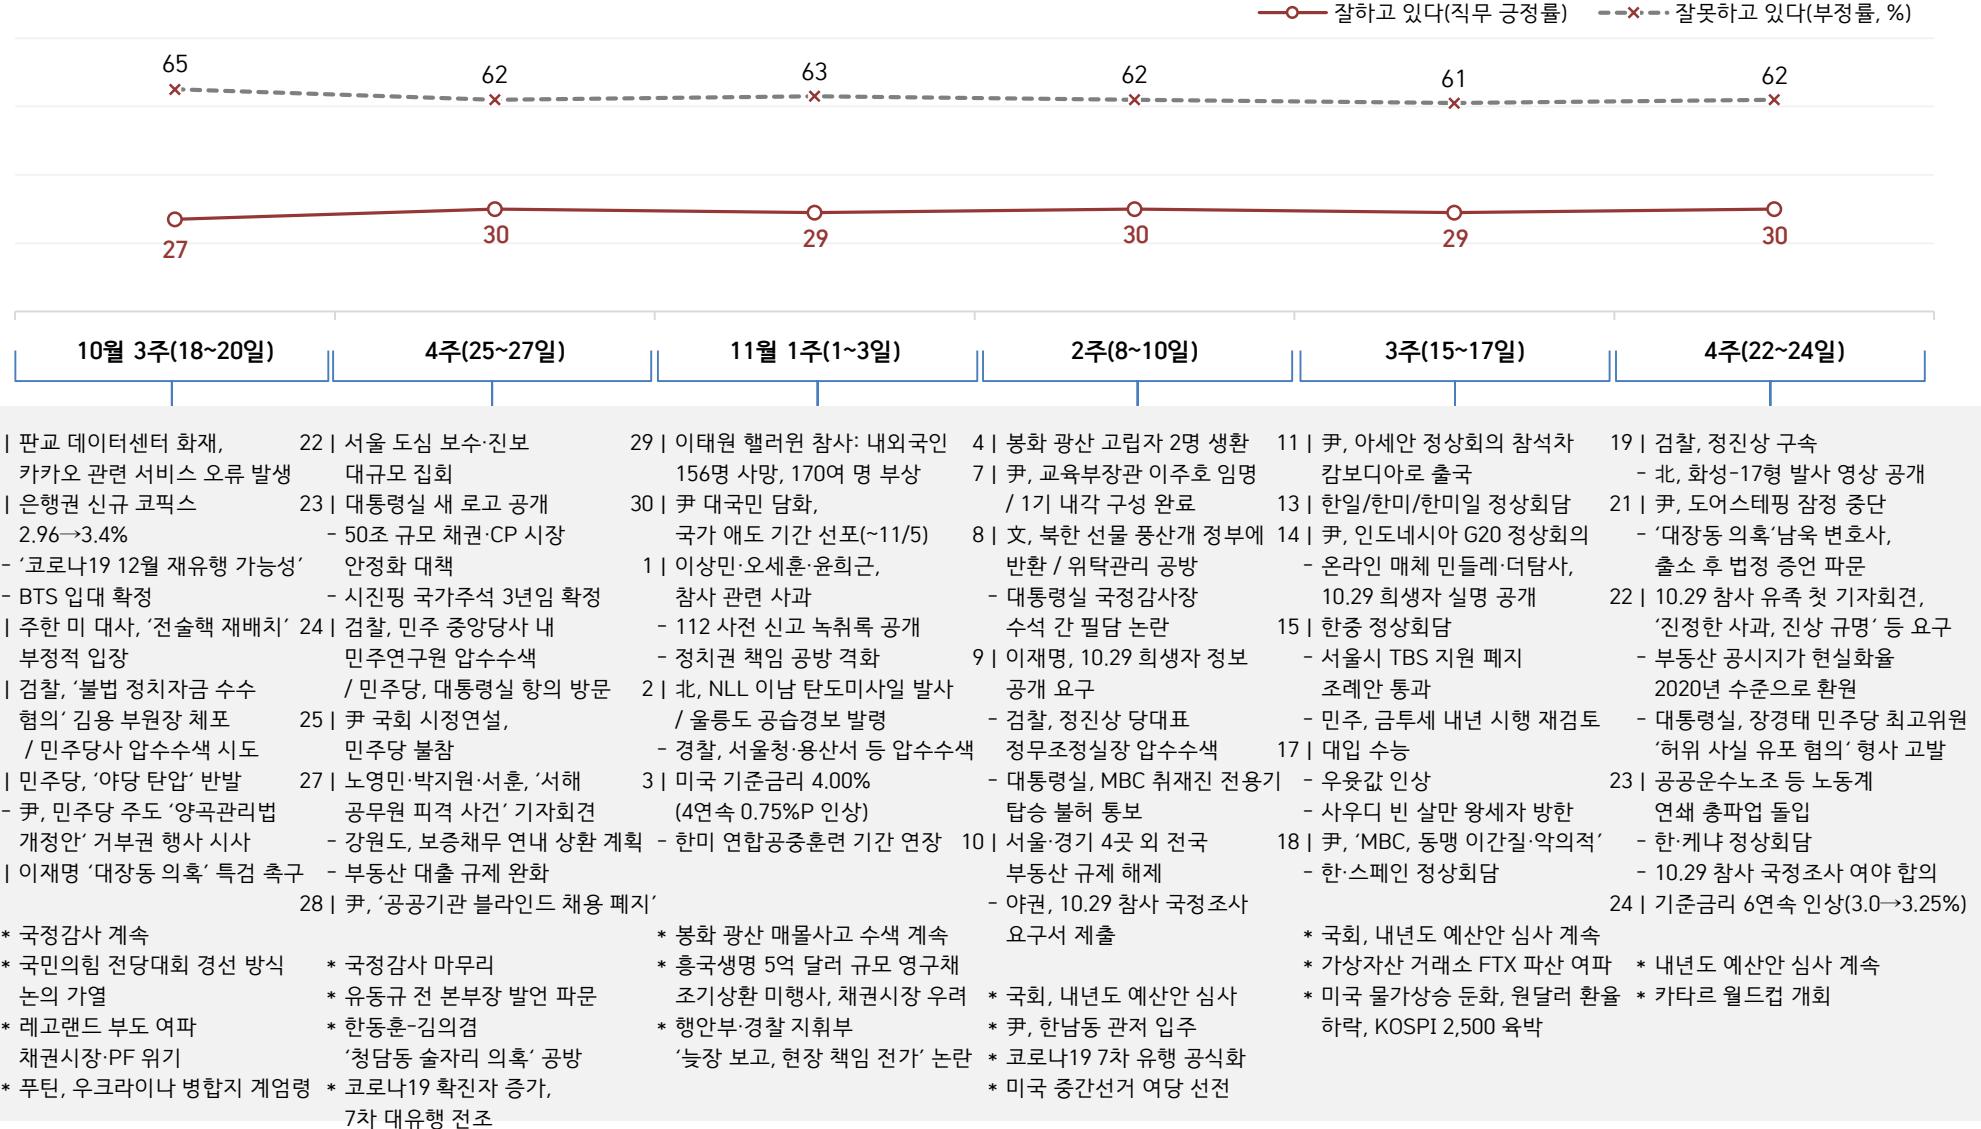 잘하고 있다(직무 긍정률)
잘못하고 있다(부정률, %)
65
62
63
62
61
62
27
30
29
30
29
30
10월 3주(18~20일)
4주(25~27일)
11월 1주(1~3일)
2주(8~10일)
3주(15~17일)
4주(22~24일)
| 판교 데이터센터 화재,
카카오 관련 서비스 오류 발생
| 은행권 신규 코픽스
2.96→3.4%
- ‘코로나19 12월 재유행 가능성’
- BTS 입대 확정
| 주한 미 대사, ‘전술핵 재배치’
부정적 입장
| 검찰, ‘불법 정치자금 수수
혐의’ 김용 부원장 체포
/ 민주당사 압수수색 시도
| 민주당, ‘야당 탄압‘ 반발
- 尹, 민주당 주도 ‘양곡관리법
개정안’ 거부권 행사 시사
| 이재명 ‘대장동 의혹’ 특검 촉구
* 국정감사 계속
* 국민의힘 전당대회 경선 방식
논의 가열
* 레고랜드 부도 여파
채권시장·PF 위기
* 푸틴, 우크라이나 병합지 계엄령
22 | 서울 도심 보수·진보
대규모 집회
23 | 대통령실 새 로고 공개
- 50조 규모 채권·CP 시장
안정화 대책
- 시진핑 국가주석 3년임 확정
24 | 검찰, 민주 중앙당사 내
민주연구원 압수수색
/ 민주당, 대통령실 항의 방문
25 | 尹 국회 시정연설,
민주당 불참
27 | 노영민·박지원·서훈, ‘서해
공무원 피격 사건’ 기자회견
- 강원도, 보증채무 연내 상환 계획
- 부동산 대출 규제 완화
28 | 尹, ‘공공기관 블라인드 채용 폐지’
* 국정감사 마무리
* 유동규 전 본부장 발언 파문
* 한동훈-김의겸
‘청담동 술자리 의혹’ 공방
* 코로나19 확진자 증가,
7차 대유행 전조
29 | 이태원 핼러윈 참사: 내외국인
156명 사망, 170여 명 부상
30 | 尹 대국민 담화,
국가 애도 기간 선포(~11/5)
1 | 이상민·오세훈·윤희근,
참사 관련 사과
- 112 사전 신고 녹취록 공개
- 정치권 책임 공방 격화
2 | 北, NLL 이남 탄도미사일 발사
/ 울릉도 공습경보 발령
- 경찰, 서울청·용산서 등 압수수색
3 | 미국 기준금리 4.00%
(4연속 0.75%P 인상)
- 한미 연합공중훈련 기간 연장
* 봉화 광산 매몰사고 수색 계속
* 흥국생명 5억 달러 규모 영구채
조기상환 미행사, 채권시장 우려
* 행안부·경찰 지휘부
‘늦장 보고, 현장 책임 전가’ 논란
4 | 봉화 광산 고립자 2명 생환
7 | 尹, 교육부장관 이주호 임명
/ 1기 내각 구성 완료
8 | 文, 북한 선물 풍산개 정부에
반환 / 위탁관리 공방
- 대통령실 국정감사장
수석 간 필담 논란
9 | 이재명, 10.29 희생자 정보
공개 요구
- 검찰, 정진상 당대표
정무조정실장 압수수색
- 대통령실, MBC 취재진 전용기
탑승 불허 통보
10 | 서울·경기 4곳 외 전국
부동산 규제 해제
- 야권, 10.29 참사 국정조사
요구서 제출
* 국회, 내년도 예산안 심사
* 尹, 한남동 관저 입주
* 코로나19 7차 유행 공식화
* 미국 중간선거 여당 선전
11 | 尹, 아세안 정상회의 참석차
캄보디아로 출국
13 | 한일/한미/한미일 정상회담
14 | 尹, 인도네시아 G20 정상회의
- 온라인 매체 민들레·더탐사,
10.29 희생자 실명 공개
15 | 한중 정상회담
- 서울시 TBS 지원 폐지
조례안 통과
- 민주, 금투세 내년 시행 재검토
17 | 대입 수능
- 우윳값 인상
- 사우디 빈 살만 왕세자 방한
18 | 尹, ‘MBC, 동맹 이간질·악의적’
- 한·스페인 정상회담
* 국회, 내년도 예산안 심사 계속
* 가상자산 거래소 FTX 파산 여파
* 미국 물가상승 둔화, 원달러 환율
하락, KOSPI 2,500 육박
19 | 검찰, 정진상 구속
- 北, 화성-17형 발사 영상 공개
21 | 尹, 도어스테핑 잠정 중단
- ‘대장동 의혹‘남욱 변호사,
출소 후 법정 증언 파문
22 | 10.29 참사 유족 첫 기자회견,
‘진정한 사과, 진상 규명’ 등 요구
- 부동산 공시지가 현실화율
2020년 수준으로 환원
- 대통령실, 장경태 민주당 최고위원
‘허위 사실 유포 혐의’ 형사 고발
23 | 공공운수노조 등 노동계
연쇄 총파업 돌입
- 한·케냐 정상회담
- 10.29 참사 국정조사 여야 합의
24 | 기준금리 6연속 인상(3.0→3.25%)
* 내년도 예산안 심사 계속
* 카타르 월드컵 개회